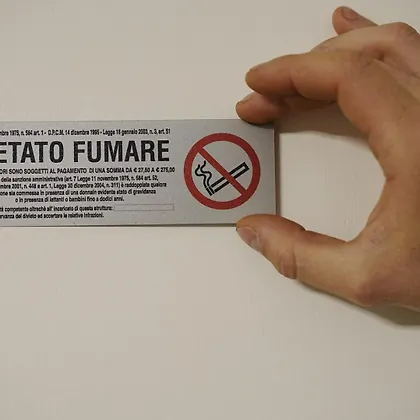 mbre 1975, n. 584 art. 1 - D.P.C.M. 14 dicembre 1995 - Legge 16 gennaio 2003, n. 3, art. 51
ETATO FUMARE
ORI SONO SOGGETTI AL PAGAMENTO DI UNA SOMMA DA € 27,50 A € 275,00
della sanzione amministrativa (art. 7 Legge 11 novembre 1975, n. 584 art. 52,
embre 2001, n. 448 e art. 1, Legge 30 dicembre 2004, n. 311) è raddoppiata qualora
one sia commessa in presenza di una donna in evidente stato di gravidanza
o in presenza di lattanti o bambini fino a dodici anni.
tà competente oltreché all'incaricato di questa struttura:
ervanza del divieto ed accertare le relative infrazioni.